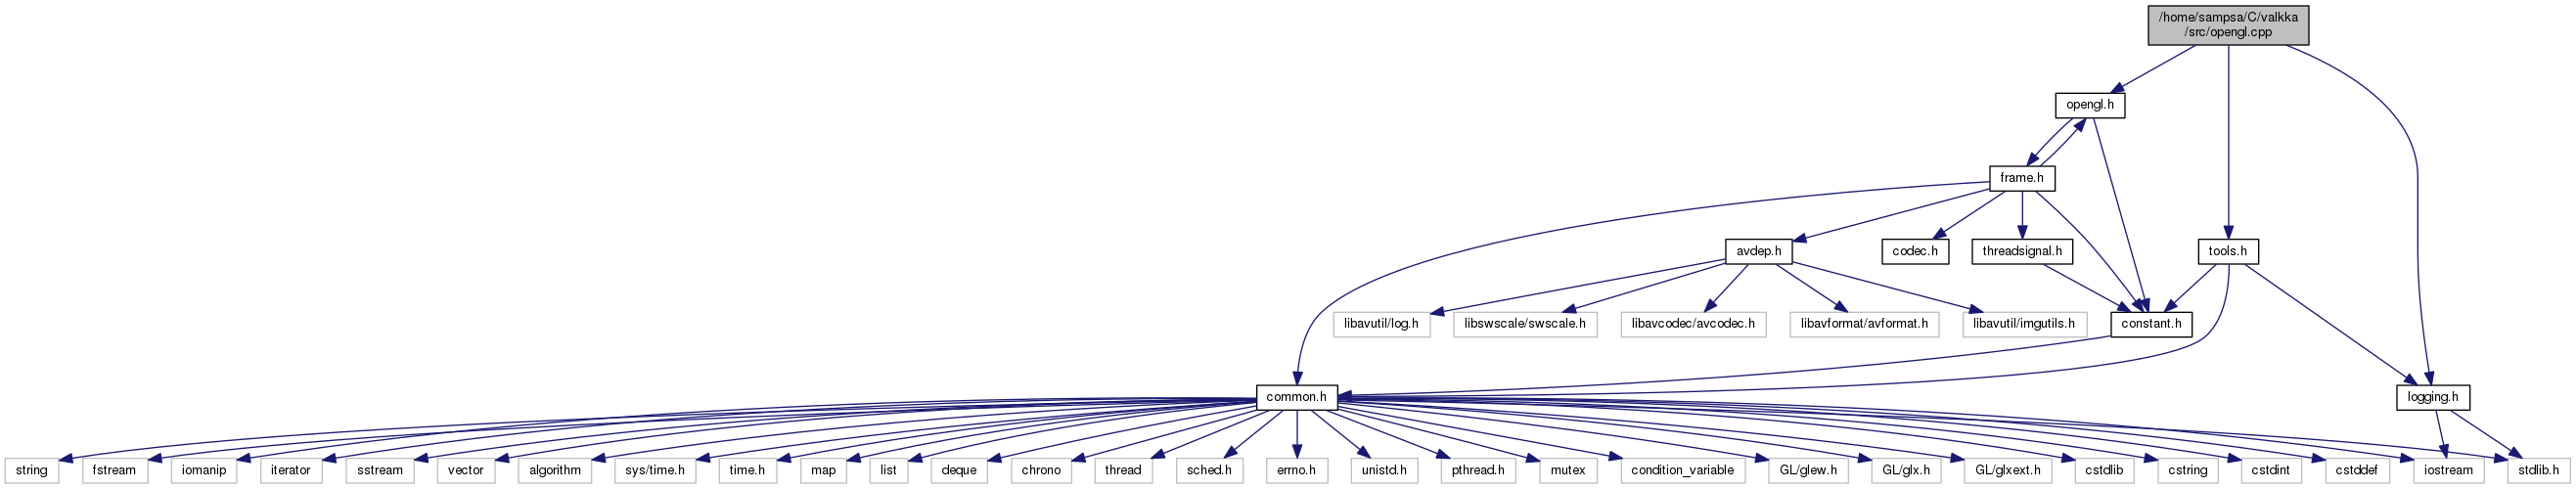 /home/sampsa/C/valkka
/src/opengl.cpp
opengl.h
frame.h
avdep.h
codec.h
threadsignal.h
tools.h
libavutil/log.h
libswscale/swscale.h
libavcodec/avcodec.h
libavformat/avformat.h
libavutil/imgutils.h
constant.h
common.h
logging.h
string
fstream
iomanip
iterator
sstream
vector
algorithm
sys/time.h
time.h
map
list
deque
chrono
thread
sched.h
errno.h
unistd.h
pthread.h
mutex
condition_variable
GL/glew.h
GL/glx.h
GL/glxext.h
cstdlib
cstring
cstdint
cstddef
iostream
stdlib.h